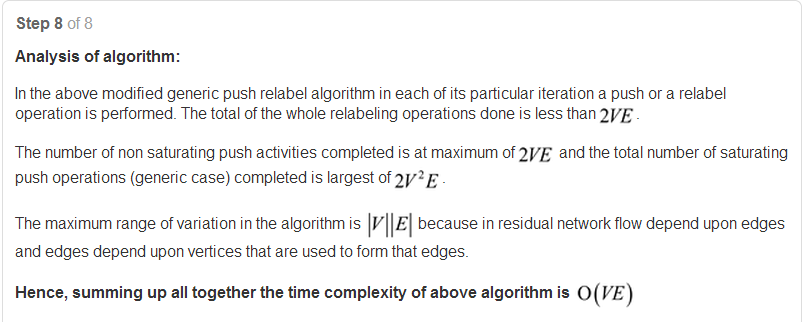 Step 8 of 8
Analysis of algorithm:
In the above modified generic push relabel algorithm in each of its particular iteration a push or a relabel
operation is performed. The total of the whole relabeling operations done is less than 2VE.
The number of non saturating push activities completed is at maximum of 2VE and the total number of saturating
push operations (generic case) completed is largest of 2V²E.
The maximum range of variation in the algorithm is |V||E| because in residual network flow depend upon edges
and edges depend upon vertices that are used to form that edges.
Hence, summing up all together the time complexity of above algorithm is O(VE)